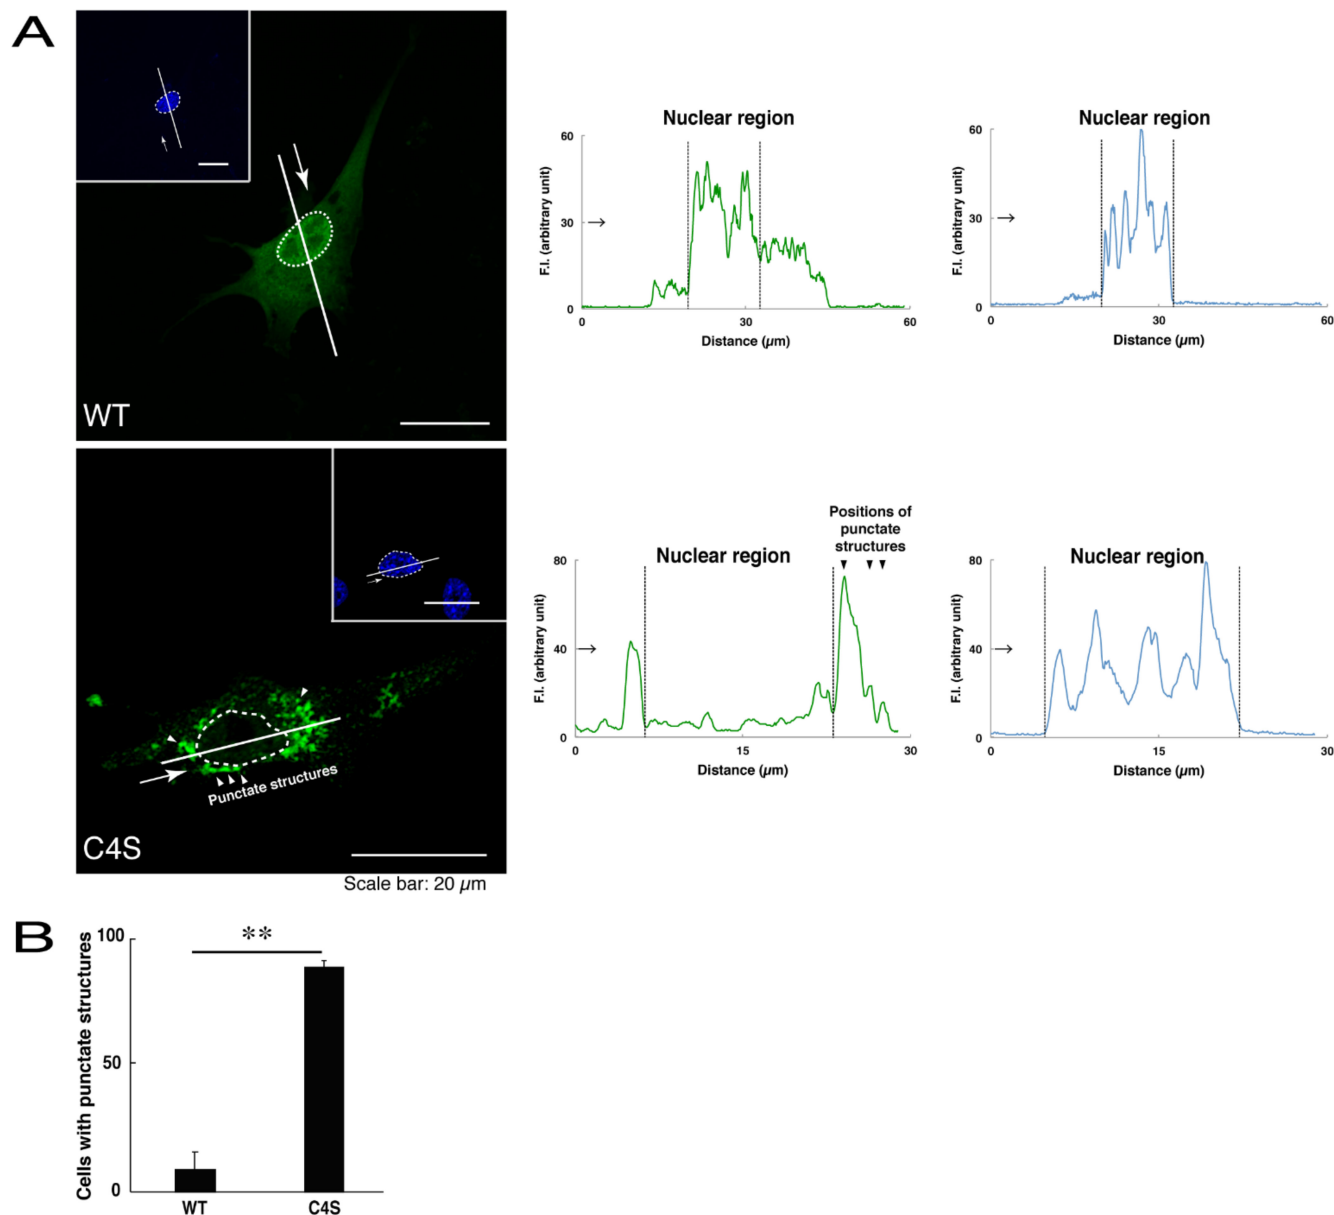 A
WT
Nuclear region
60
30
0
F.I. (arbitrary unit)
→
0 30 60
Distance (µm)
Nuclear region
60
30
0
F.I. (arbitrary unit)
→
0 30 60
Distance (µm)
Punctate structures
C4S
Scale bar: 20 µm
Positions of
punctate
structures
Nuclear region
80
40
0
F.I. (arbitrary unit)
→
0 15 30
Distance (µm)
Nuclear region
80
40
0
F.I. (arbitrary unit)
→
0 15 30
Distance (µm)
B
Cells with punctate structures
100
50
0
**
WT C4S